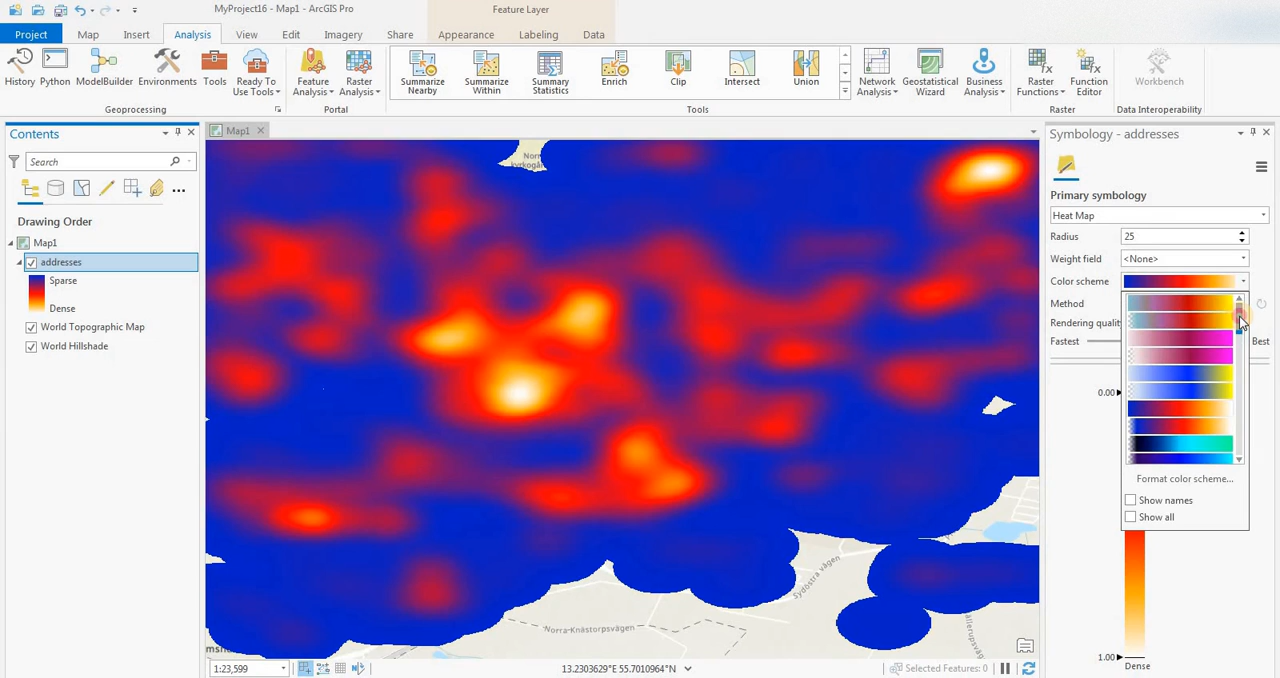 MyProject16 - Map1 - ArcGIS Pro
Feature Layer
Project Map Insert Analysis View Edit Imagery Share Appearance Labeling Data
History Python ModelBuilder Environments Tools Ready To Use Tools Feature Analysis Raster Analysis Summarize Nearby Summarize Within Summary Statistics Enrich Clip Intersect Union Network Analysis Geostatistical Wizard Business Analysis Raster Functions Function Editor Workbench
Geoprocessing Portal Tools Raster Data Interoperability
Contents
Search
Drawing Order
Map1
addresses
Sparse
Dense
World Topographic Map
World Hillshade
Map1
Norr
kyrkogår
Sydöstra vägen
Norra-Knästorpsvägen
1:23,599
13.2303629°E 55.7010964°N
Selected Features: 0
Symbology - addresses
Primary symbology
Heat Map
Radius 25
Weight field <None>
Color scheme
Method
Rendering quality
Fastest Best
0.00
Format color scheme...
Show names
Show all
1.00
Dense